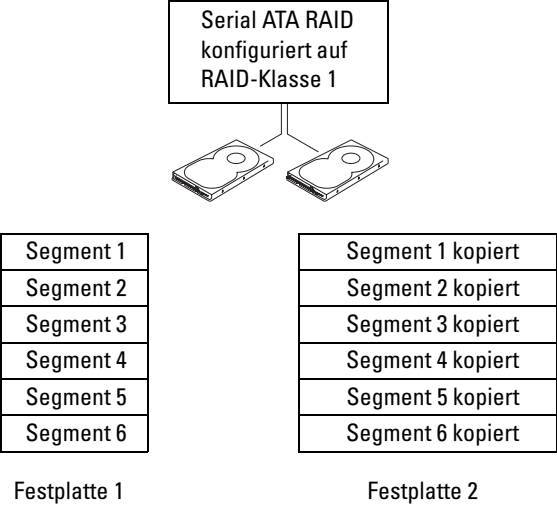 Serial ATA RAID
konfiguriert auf
RAID-Klasse 1
Segment 1
Segment 1 kopiert
Segment 2
Segment 2 kopiert
Segment 3
Segment 3 kopiert
Segment 4
Segment 4 kopiert
Segment 5
Segment 5 kopiert
Segment 6
Segment 6 kopiert
Festplatte 1
Festplatte 2